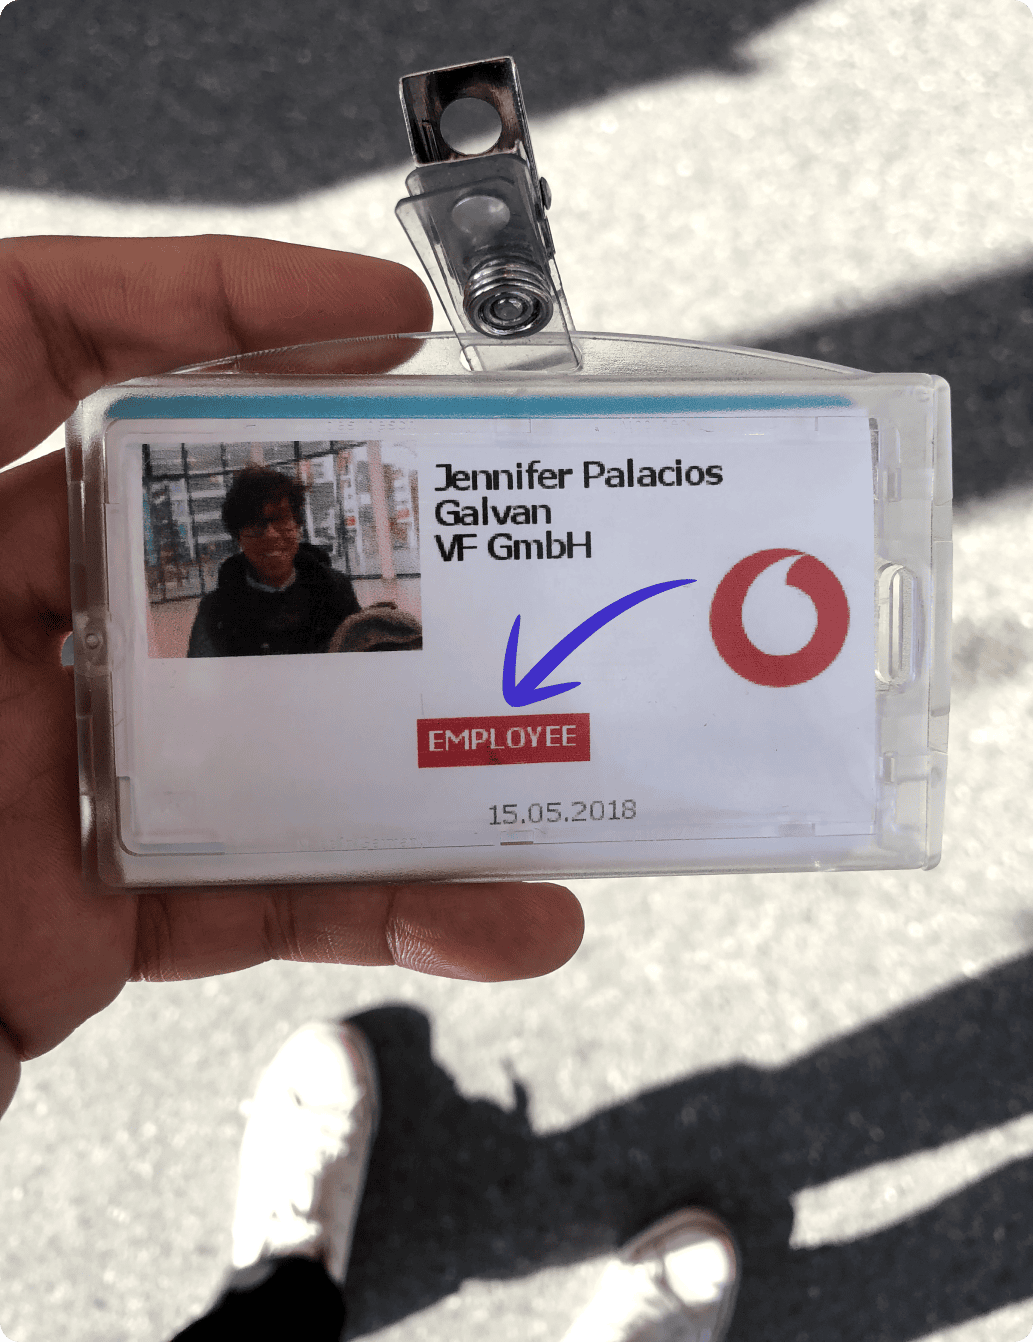 Jennifer Palacios
Galvan
VF GmbH
EMPLOYEE
15.05.2018